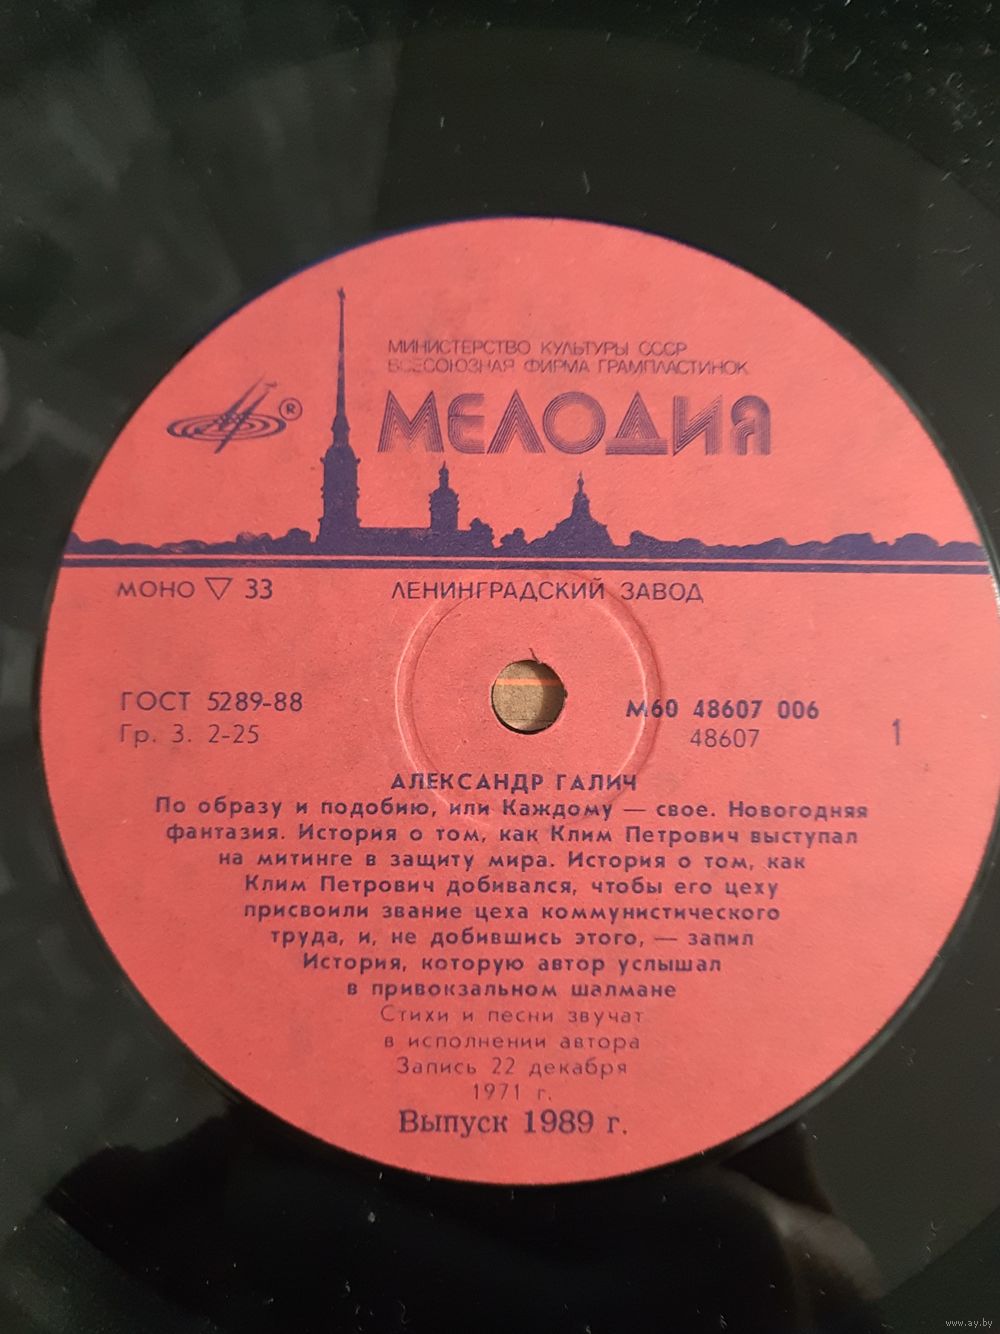 МИНИСТЕРСТВО КУЛЬТУРЫ СССР
ВСЕСОЮЗНАЯ ФИРМА ГРАМПЛАСТИНОК
®
МЕЛОДИЯ
МОНО ▽ 33 ЛЕНИНГРАДСКИЙ ЗАВОД
ГОСТ 5289-88
Гр. 3. 2-25
М60 48607 006
48607
1
АЛЕКСАНДР ГАЛИЧ
По образу и подобию, или Каждому — свое. Новогодняя
фантазия. История о том, как Клим Петрович выступал
на митинге в защиту мира. История о том, как
Клим Петрович добивался, чтобы его цеху
присвоили звание цеха коммунистического
труда, и, не добившись этого, — запил
История, которую автор услышал
в привокзальном шалмане
Стихи и песни звучат
в исполнении автора
Запись 22 декабря
1971 г.
Выпуск 1989 г.
www.ay.by